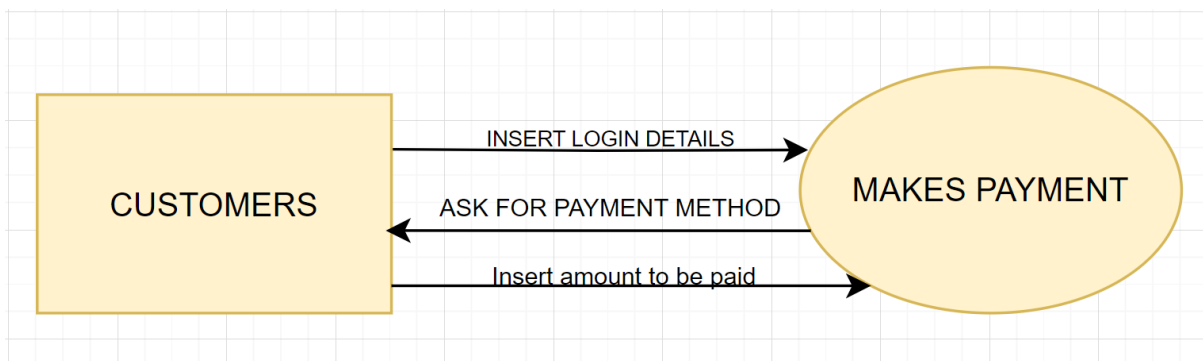 INSERT LOGIN DETAILS
CUSTOMERS
ASK FOR PAYMENT METHOD
MAKES PAYMENT
Insert amount to be paid